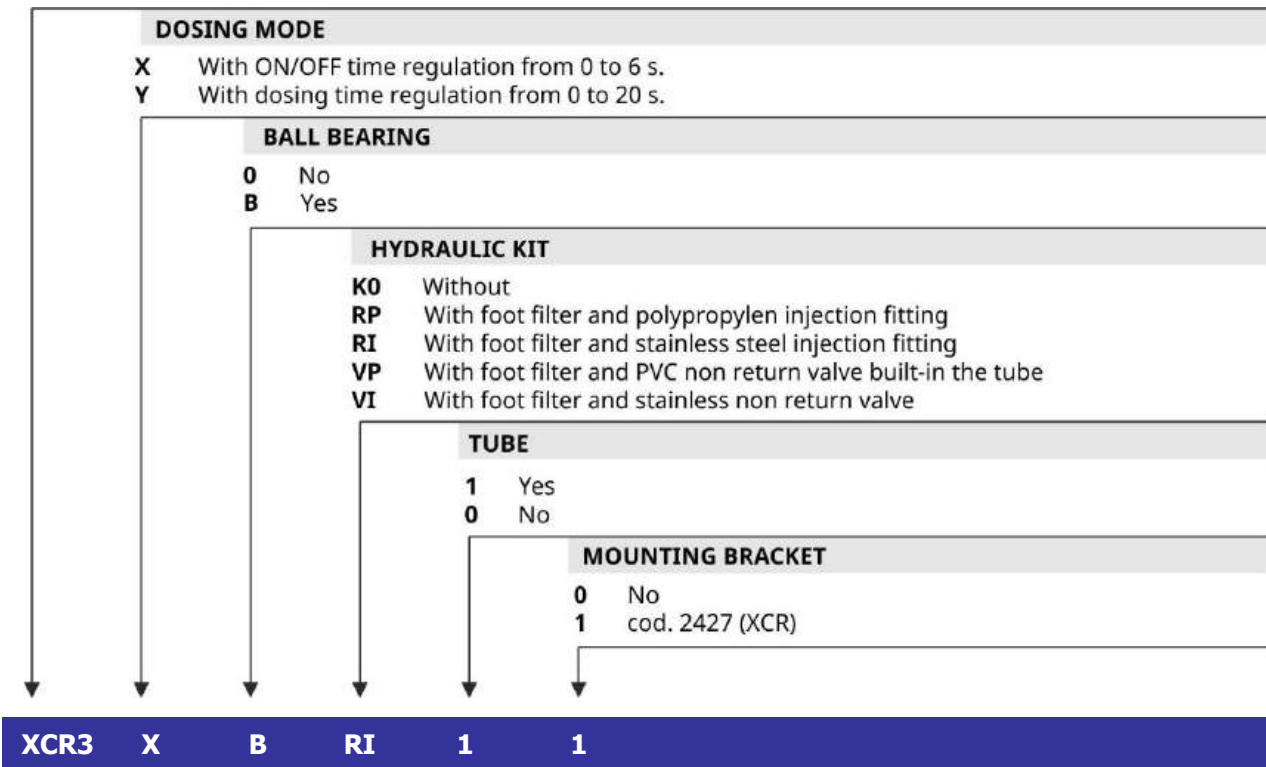 DOSING MODE
X With ON/OFF time regulation from 0 to 6 s.
Y With dosing time regulation from 0 to 20 s.
BALL BEARING
0 No
B Yes
HYDRAULIC KIT
K0 Without
RP With foot filter and polypropylen injection fitting
RI With foot filter and stainless steel injection fitting
VP With foot filter and PVC non return valve built-in the tube
VI With foot filter and stainless non return valve
TUBE
1 Yes
0 No
MOUNTING BRACKET
0 No
1 cod. 2427 (XCR)
XCR3 X B RI 1 1